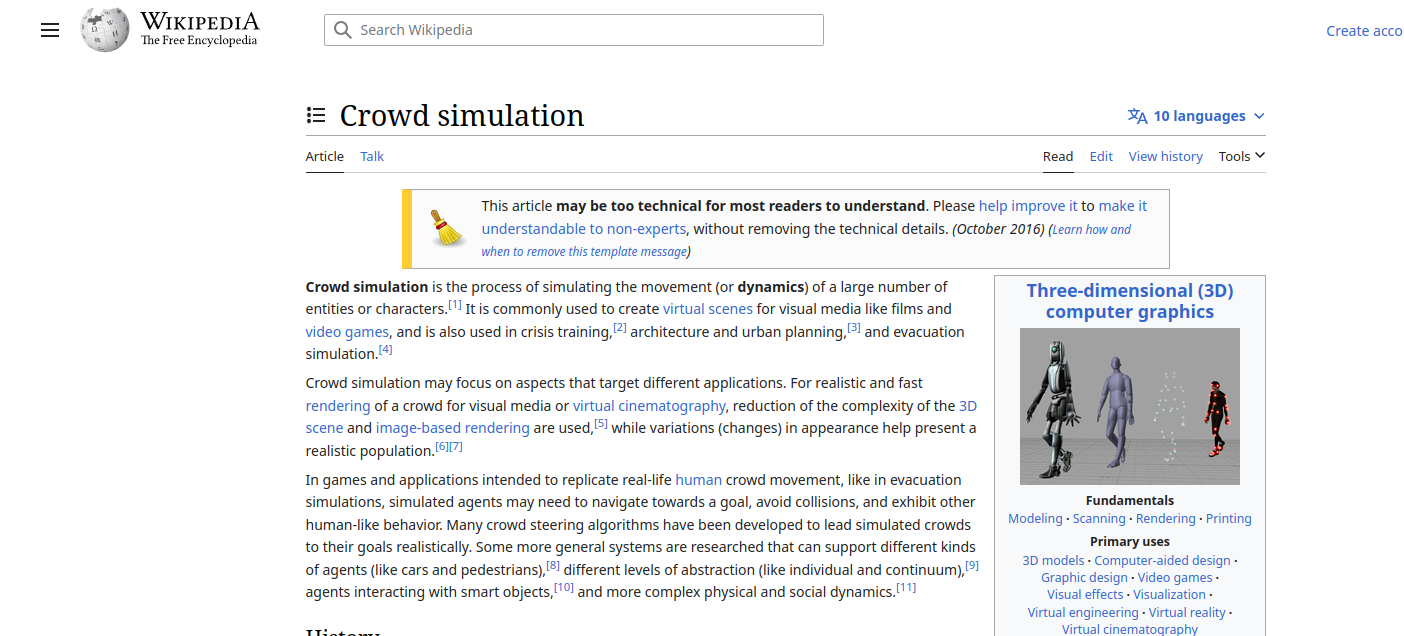 WIKIPEDIA
The Free Encyclopedia
Search Wikipedia
Create acco
Crowd simulation
10 languages
Article Talk
Read Edit View history Tools
This article may be too technical for most readers to understand. Please help improve it to make it
understandable to non-experts, without removing the technical details. (October 2016) (Learn how and
when to remove this template message)
Crowd simulation is the process of simulating the movement (or dynamics) of a large number of
entities or characters.[1] It is commonly used to create virtual scenes for visual media like films and
video games, and is also used in crisis training,[2] architecture and urban planning,[3] and evacuation
simulation.[4]
Crowd simulation may focus on aspects that target different applications. For realistic and fast
rendering of a crowd for visual media or virtual cinematography, reduction of the complexity of the 3D
scene and image-based rendering are used,[5] while variations (changes) in appearance help present a
realistic population.[6][7]
In games and applications intended to replicate real-life human crowd movement, like in evacuation
simulations, simulated agents may need to navigate towards a goal, avoid collisions, and exhibit other
human-like behavior. Many crowd steering algorithms have been developed to lead simulated crowds
to their goals realistically. Some more general systems are researched that can support different kinds
of agents (like cars and pedestrians),[8] different levels of abstraction (like individual and continuum),[9]
agents interacting with smart objects,[10] and more complex physical and social dynamics.[11]
History
Three-dimensional (3D)
computer graphics
Fundamentals
Modeling · Scanning · Rendering · Printing
Primary uses
3D models · Computer-aided design ·
Graphic design · Video games ·
Visual effects · Visualization ·
Virtual engineering · Virtual reality ·
Virtual cinematography